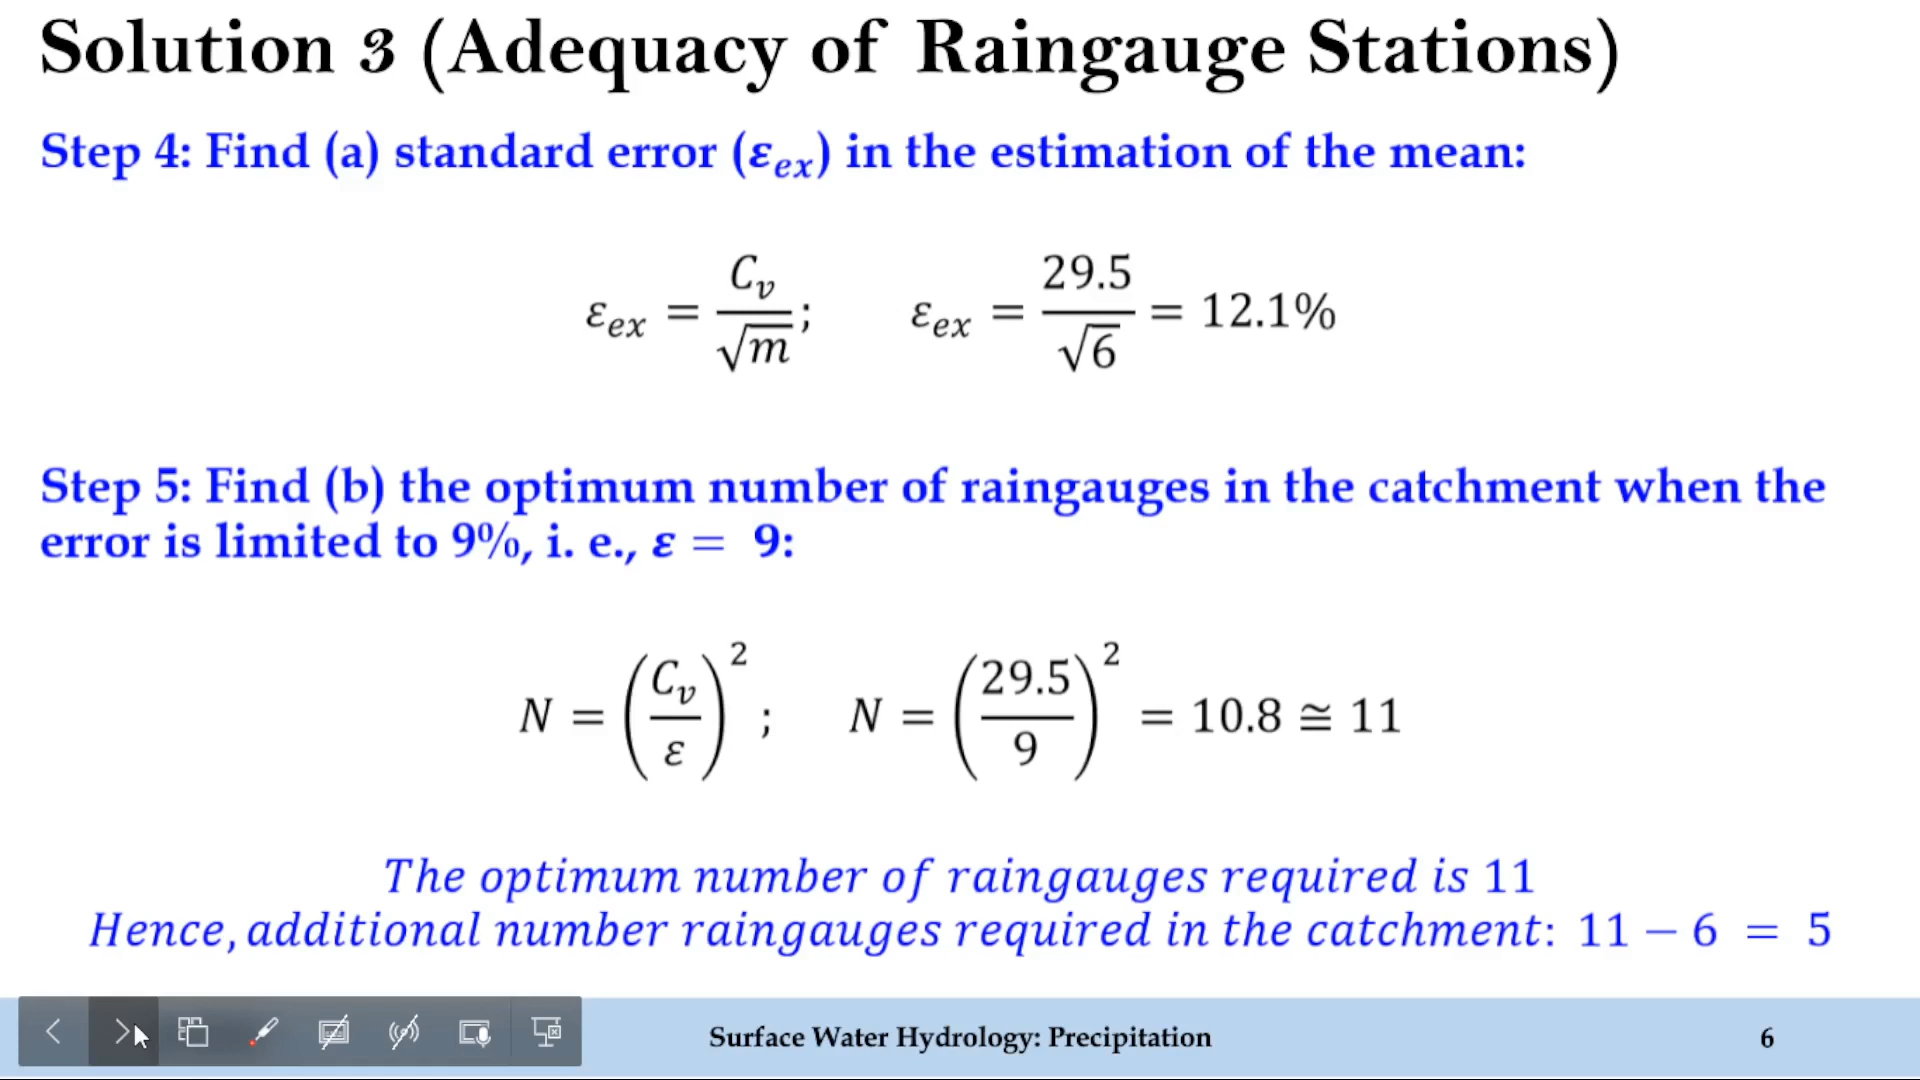 Solution 3 (Adequacy of Raingauge Stations)
Step 4: Find (a) standard error (𝜺ₑₓ) in the estimation of the mean:
εₑₓ = Cᵥ/√m; εₑₓ = 29.5/√6 = 12.1%
Step 5: Find (b) the optimum number of raingauges in the catchment when the
error is limited to 9%, i. e., 𝜺 = 9:
N = (Cᵥ/ε)²; N = (29.5/9)² = 10.8 ≅ 11
The optimum number of raingauges required is 11
Hence, additional number raingauges required in the catchment: 11 − 6 = 5
Surface Water Hydrology: Precipitation
6